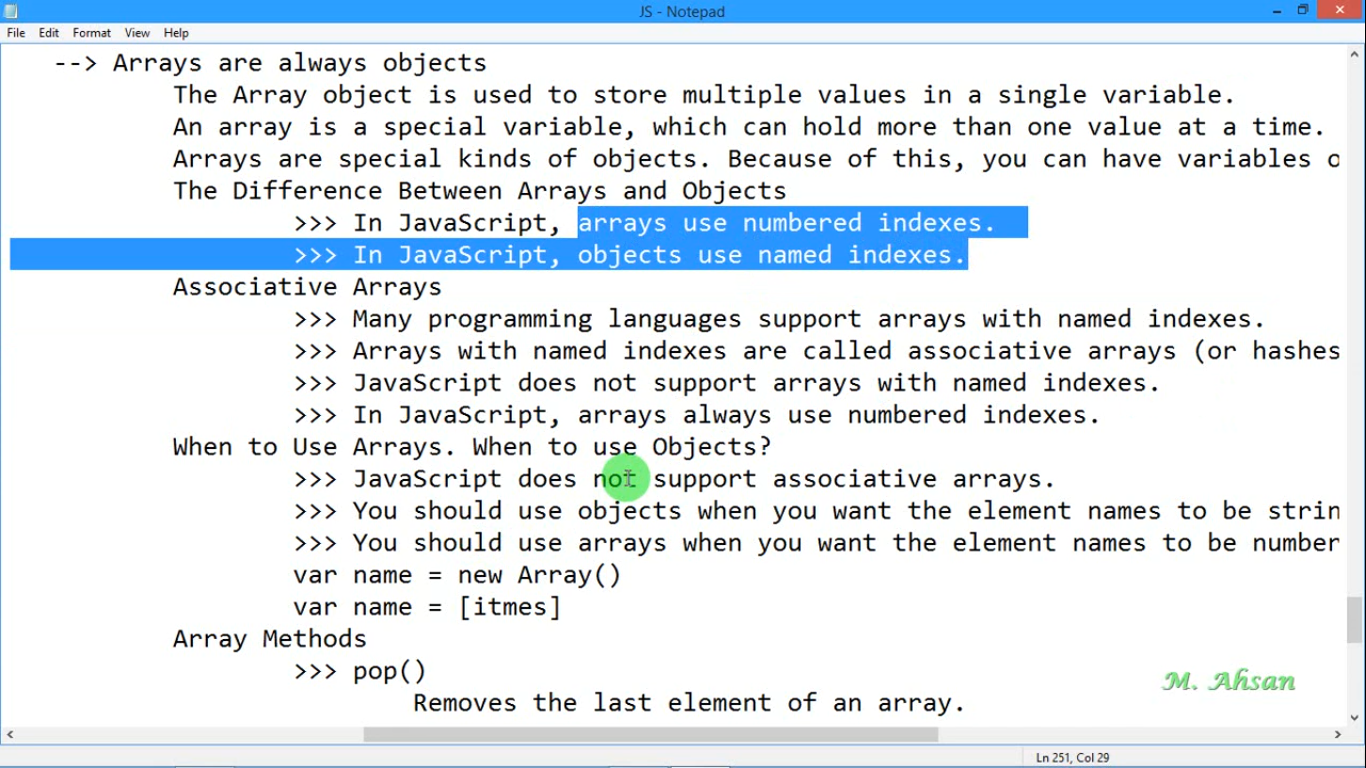 JS - Notepad
File Edit Format View Help
--> Arrays are always objects
The Array object is used to store multiple values in a single variable.
An array is a special variable, which can hold more than one value at a time.
Arrays are special kinds of objects. Because of this, you can have variables o
The Difference Between Arrays and Objects
>>> In JavaScript, arrays use numbered indexes.
>>> In JavaScript, objects use named indexes.
Associative Arrays
>>> Many programming languages support arrays with named indexes.
>>> Arrays with named indexes are called associative arrays (or hashes
>>> JavaScript does not support arrays with named indexes.
>>> In JavaScript, arrays always use numbered indexes.
When to Use Arrays. When to use Objects?
>>> JavaScript does not support associative arrays.
>>> You should use objects when you want the element names to be strin
>>> You should use arrays when you want the element names to be number
var name = new Array()
var name = [itmes]
Array Methods
>>> pop()
M. Ahsan
Removes the last element of an array.
Ln 251, Col 29